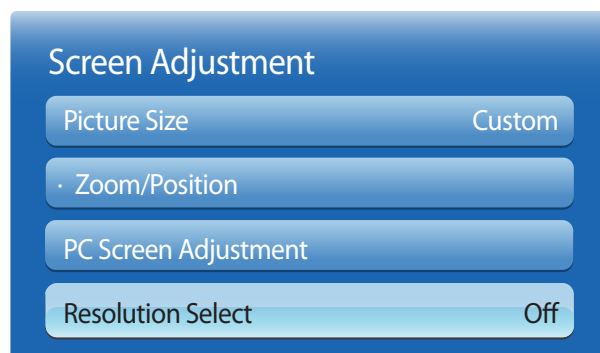 Screen Adjustment
Picture Size Custom
· Zoom/Position
PC Screen Adjustment
Resolution Select Off